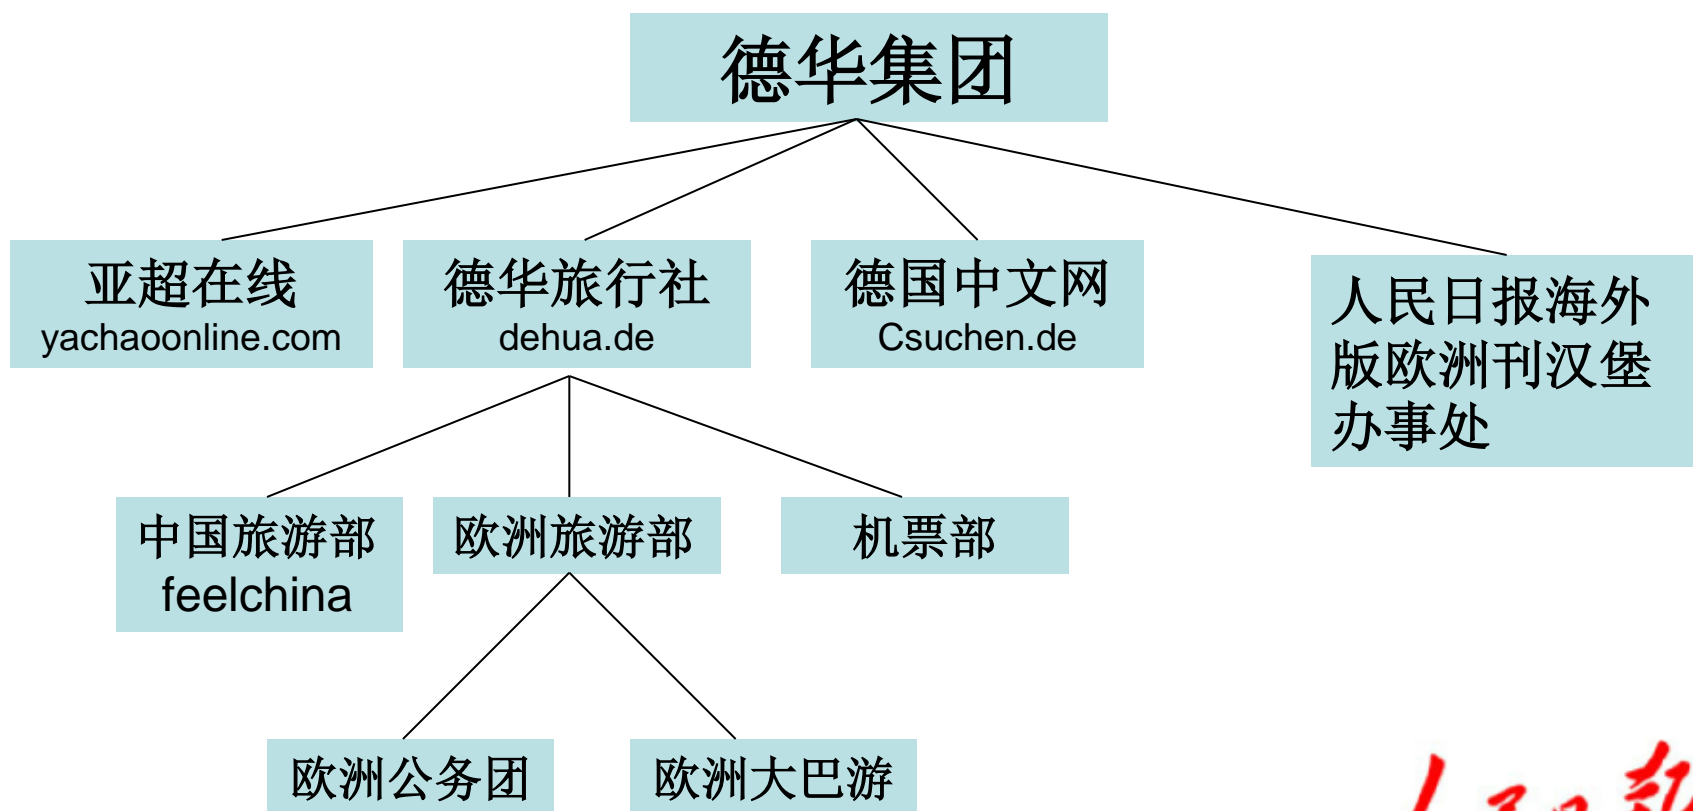 德华集团
亚超在线
yachaoonline.com
德华旅行社
dehua.de
德国中文网
Csuchen.de
人民日报海外
版欧洲刊汉堡
办事处
中国旅游部
feelchina
欧洲旅游部
机票部
欧洲公务团
欧洲大巴游